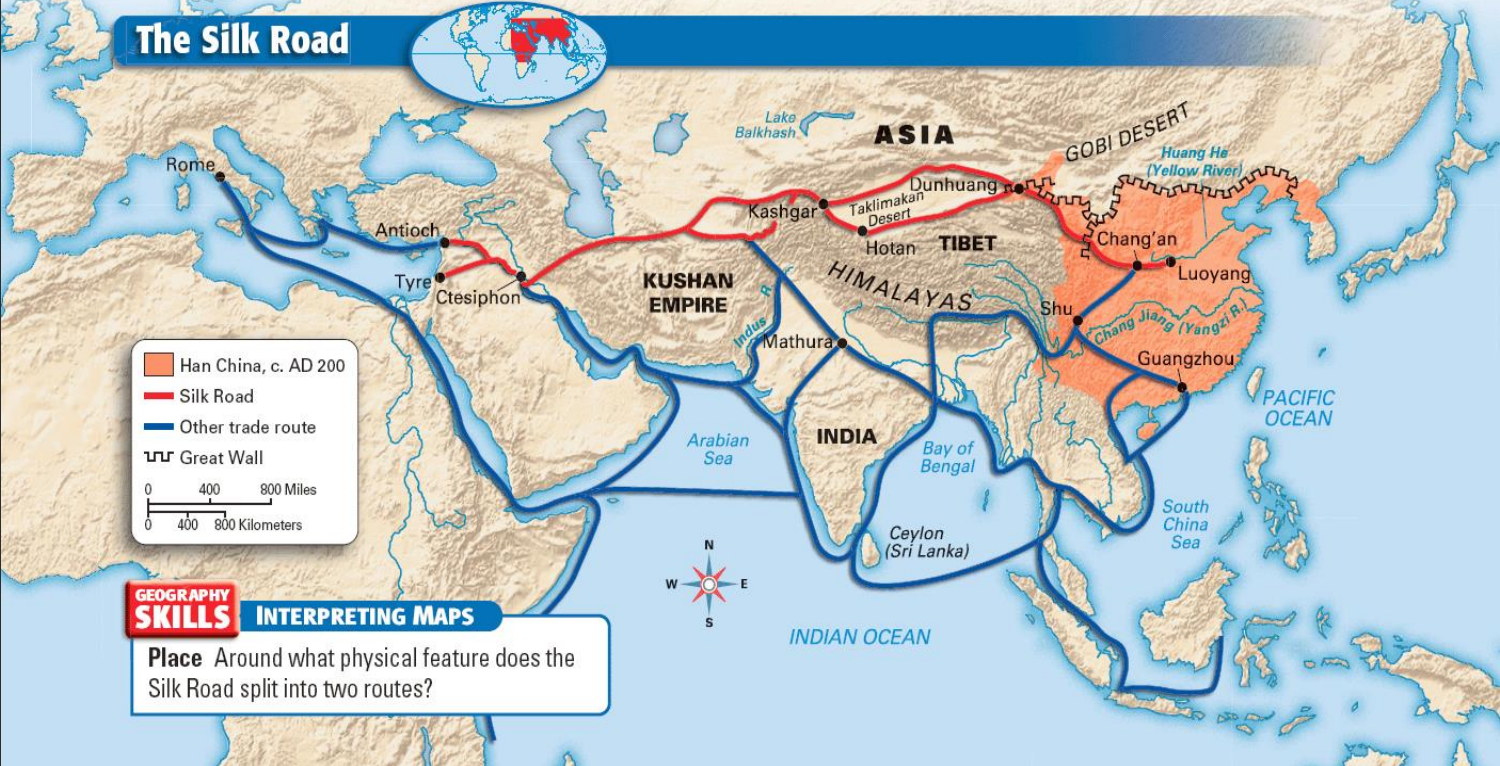 The Silk Road
Lake
Balkhash
ASIA
GOBI DESERT
Huang He
(Yellow River)
Rome
Dunhuang
Kashgar
Taklimakan
Desert
Antioch
Hotan
TIBET
Chang'an
Tyre
Ctesiphon
KUSHAN
EMPIRE
HIMALAYAS
Luoyang
Indus R.
Shu
Chang Jiang (Yangzi R.)
Mathura
Guangzhou
Han China, c. AD 200
Silk Road
Other trade route
Great Wall
0 400 800 Miles
0 400 800 Kilometers
PACIFIC
OCEAN
Arabian
Sea
INDIA
Bay of
Bengal
South
China
Sea
Ceylon
(Sri Lanka)
N
W E
S
INDIAN OCEAN
GEOGRAPHY
SKILLS
INTERPRETING MAPS
Place Around what physical feature does the
Silk Road split into two routes?